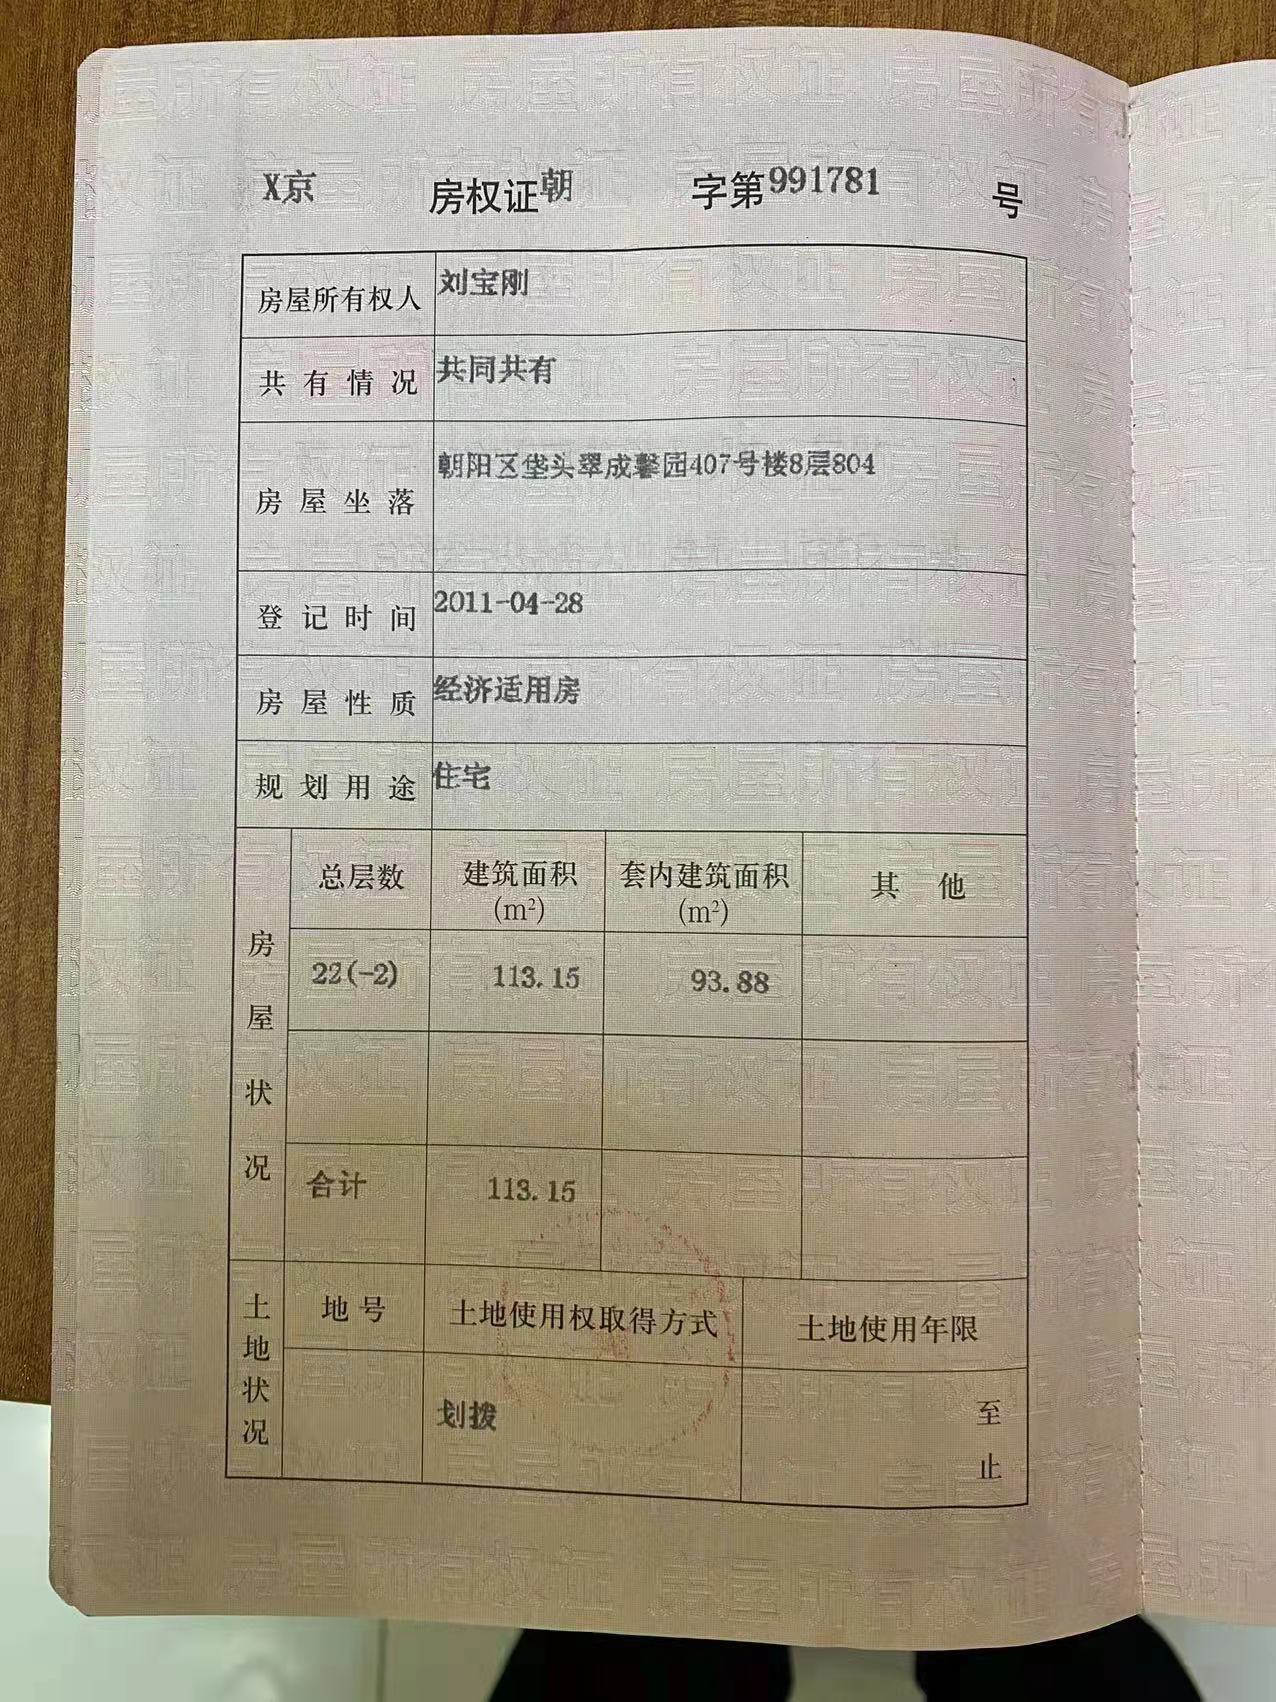 X京 房权证朝 字第991781 号
房屋所有权人 刘宝刚
共有情况 共同共有
房屋坐落 朝阳区垡头翠成馨园407号楼8层804
登记时间 2011-04-28
房屋性质 经济适用房
规划用途 住宅
房屋状况
总层数 建筑面积(m²) 套内建筑面积(m²) 其他
22(-2) 113.15 93.88
合计 113.15
土地状况
地号 土地使用权取得方式 土地使用年限
划拨 至
止